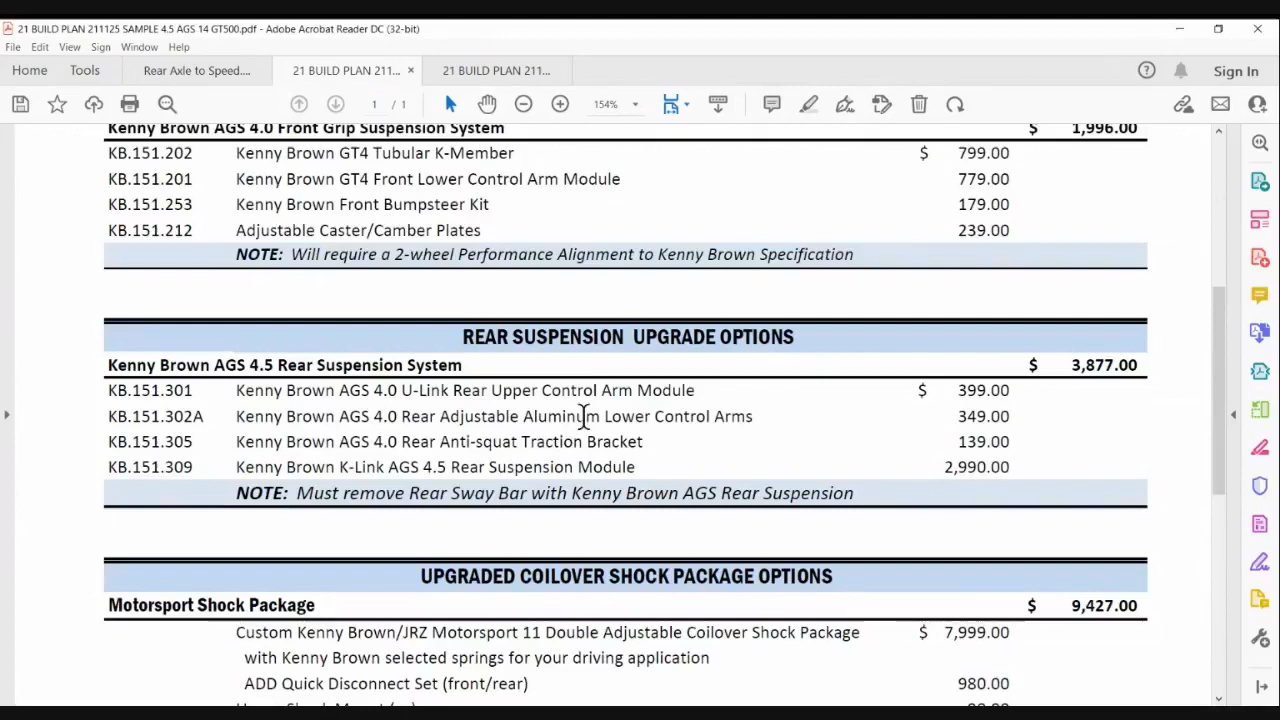 21 BUILD PLAN 211125 SAMPLE 4.5 AGS 14 GT500.pdf - Adobe Acrobat Reader DC (32-bit)
File Edit View Sign Window Help
Home Tools Rear Axle to Speed.... 21 BUILD PLAN 211... × 21 BUILD PLAN 211... Sign In
1 / 1 154%
Kenny Brown AGS 4.0 Front Grip Suspension System $ 1,996.00
KB.151.202 Kenny Brown GT4 Tubular K-Member $ 799.00
KB.151.201 Kenny Brown GT4 Front Lower Control Arm Module 779.00
KB.151.253 Kenny Brown Front Bumpsteer Kit 179.00
KB.151.212 Adjustable Caster/Camber Plates 239.00
NOTE: Will require a 2-wheel Performance Alignment to Kenny Brown Specification
REAR SUSPENSION UPGRADE OPTIONS
Kenny Brown AGS 4.5 Rear Suspension System $ 3,877.00
KB.151.301 Kenny Brown AGS 4.0 U-Link Rear Upper Control Arm Module $ 399.00
KB.151.302A Kenny Brown AGS 4.0 Rear Adjustable Aluminum Lower Control Arms 349.00
KB.151.305 Kenny Brown AGS 4.0 Rear Anti-squat Traction Bracket 139.00
KB.151.309 Kenny Brown K-Link AGS 4.5 Rear Suspension Module 2,990.00
NOTE: Must remove Rear Sway Bar with Kenny Brown AGS Rear Suspension
UPGRADED COILOVER SHOCK PACKAGE OPTIONS
Motorsport Shock Package $ 9,427.00
Custom Kenny Brown/JRZ Motorsport 11 Double Adjustable Coilover Shock Package $ 7,999.00
with Kenny Brown selected springs for your driving application
ADD Quick Disconnect Set (front/rear) 980.00